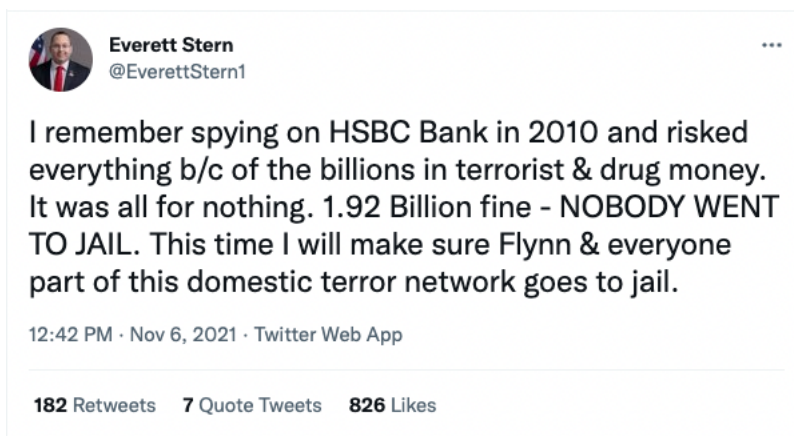 Everett Stern
@EverettStern1
I remember spying on HSBC Bank in 2010 and risked
everything b/c of the billions in terrorist & drug money.
It was all for nothing. 1.92 Billion fine - NOBODY WENT
TO JAIL. This time I will make sure Flynn & everyone
part of this domestic terror network goes to jail.
12:42 PM · Nov 6, 2021 · Twitter Web App
182 Retweets 7 Quote Tweets 826 Likes